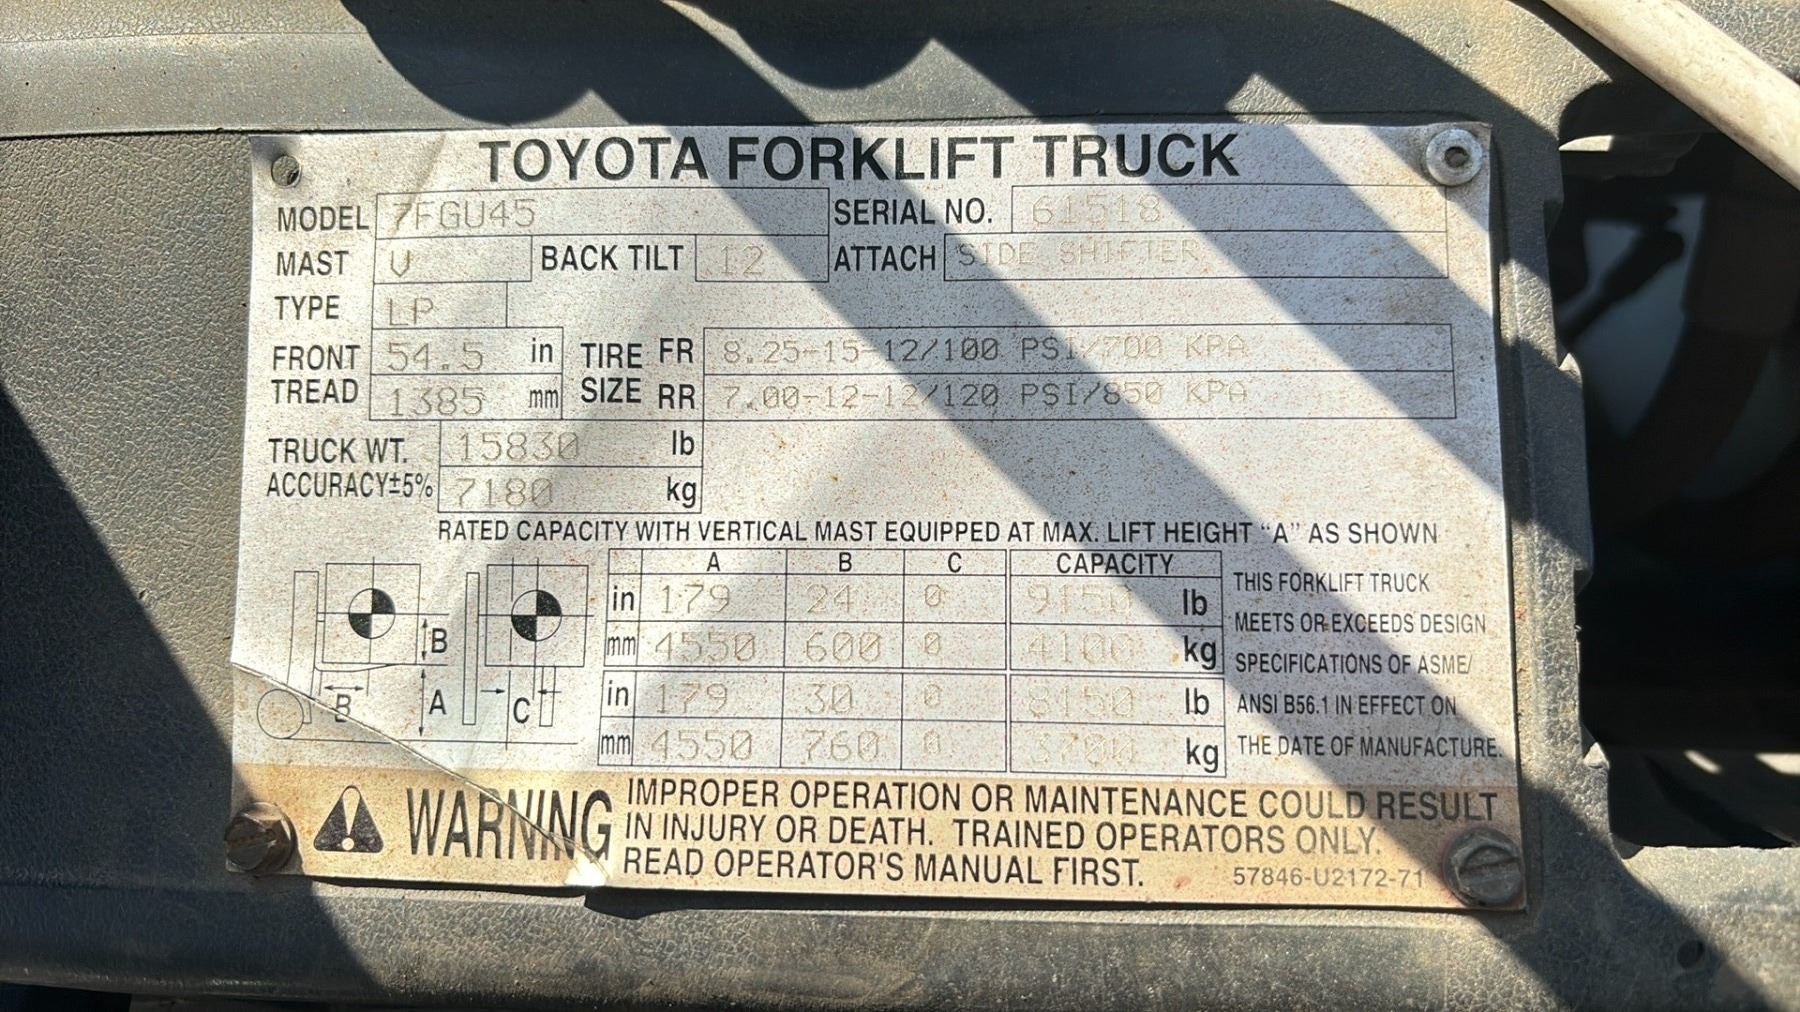 TOYOTA FORKLIFT TRUCK
MODEL 7FGU45 SERIAL NO. 61518
MAST V BACK TILT 12 ATTACH SIDE SHIFTER
TYPE LP
FRONT TREAD 54.5 in TIRE SIZE FR 8.25-15-12/100 PSI/700 KPA
1385 mm RR 7.00-12-12/120 PSI/850 KPA
TRUCK WT. 15830 lb
ACCURACY±5% 7180 kg
RATED CAPACITY WITH VERTICAL MAST EQUIPPED AT MAX. LIFT HEIGHT "A" AS SHOWN
A B C CAPACITY
in 179 24 0 9150 lb
mm 4550 600 0 4100 kg
in 179 30 0 8150 lb
mm 4550 760 0 3700 kg
B
B A C
THIS FORKLIFT TRUCK
MEETS OR EXCEEDS DESIGN
SPECIFICATIONS OF ASME/
ANSI B56.1 IN EFFECT ON
THE DATE OF MANUFACTURE.
WARNING
IMPROPER OPERATION OR MAINTENANCE COULD RESULT
IN INJURY OR DEATH. TRAINED OPERATORS ONLY.
READ OPERATOR'S MANUAL FIRST.
57846-U2172-71